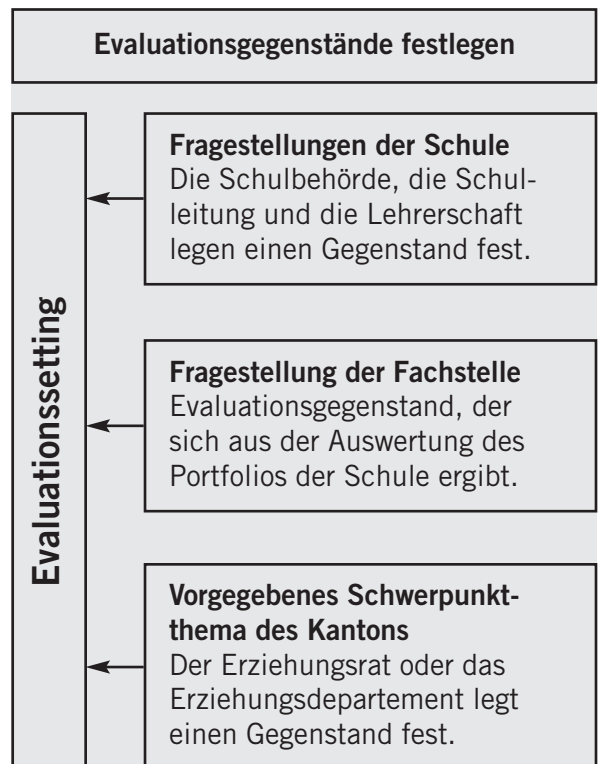 Evaluationsgegenstände festlegen
Evaluationssetting
Fragestellungen der Schule
Die Schulbehörde, die Schul-
leitung und die Lehrerschaft
legen einen Gegenstand fest.
Fragestellung der Fachstelle
Evaluationsgegenstand, der
sich aus der Auswertung des
Portfolios der Schule ergibt.
Vorgegebenes Schwerpunkt-
thema des Kantons
Der Erziehungsrat oder das
Erziehungsdepartement legt
einen Gegenstand fest.